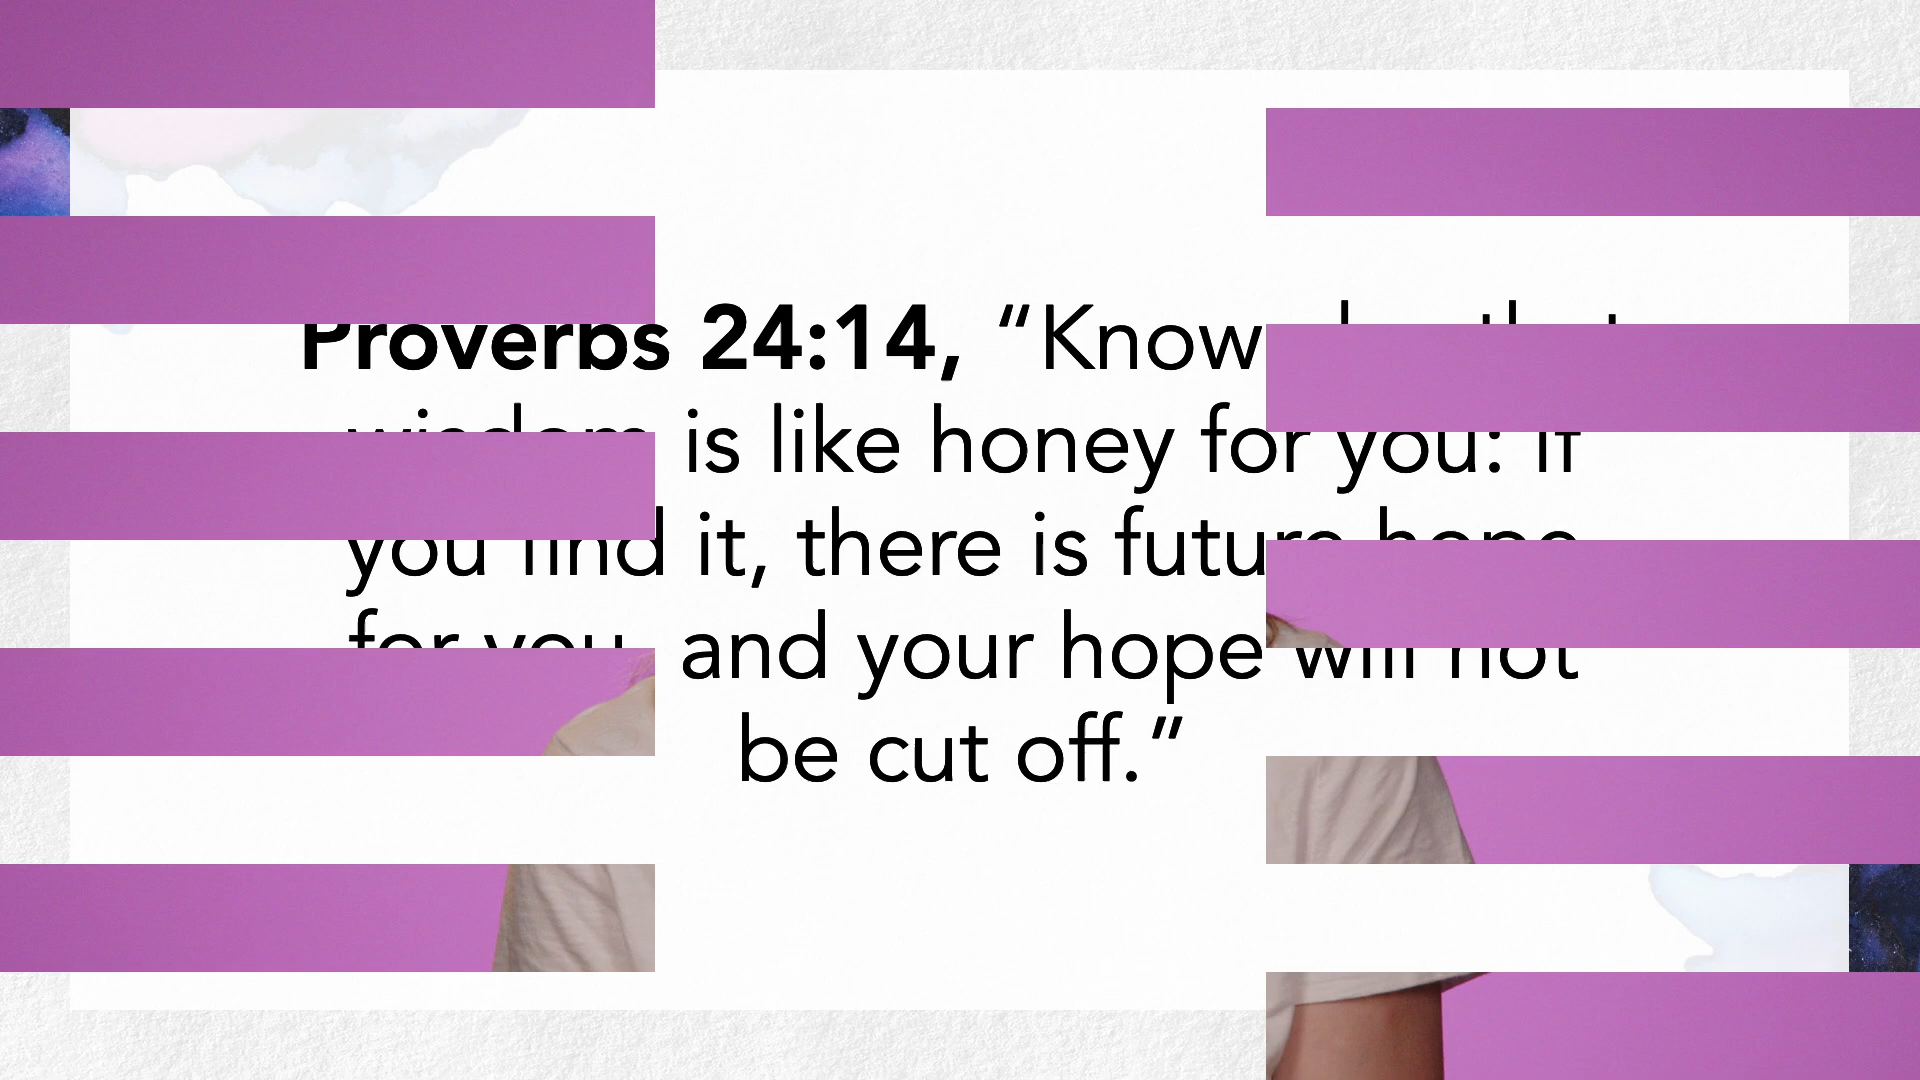 Proverbs 24:14, “Know also that
wisdom is like honey for you: If
you find it, there is future hope
for you, and your hope will not
be cut off.”